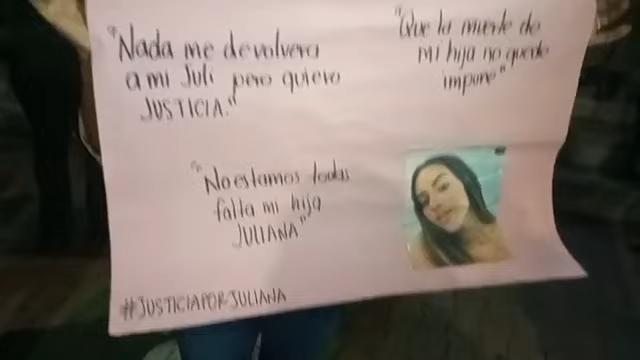 "Nada me devolvera
a mi Juli pero quiero
JUSTICIA."
"Que la muerte de
mi hija no quede
impune"
"No estamos todas
falta mi hija
JULIANA"
#JUSTICIAPORJULIANA